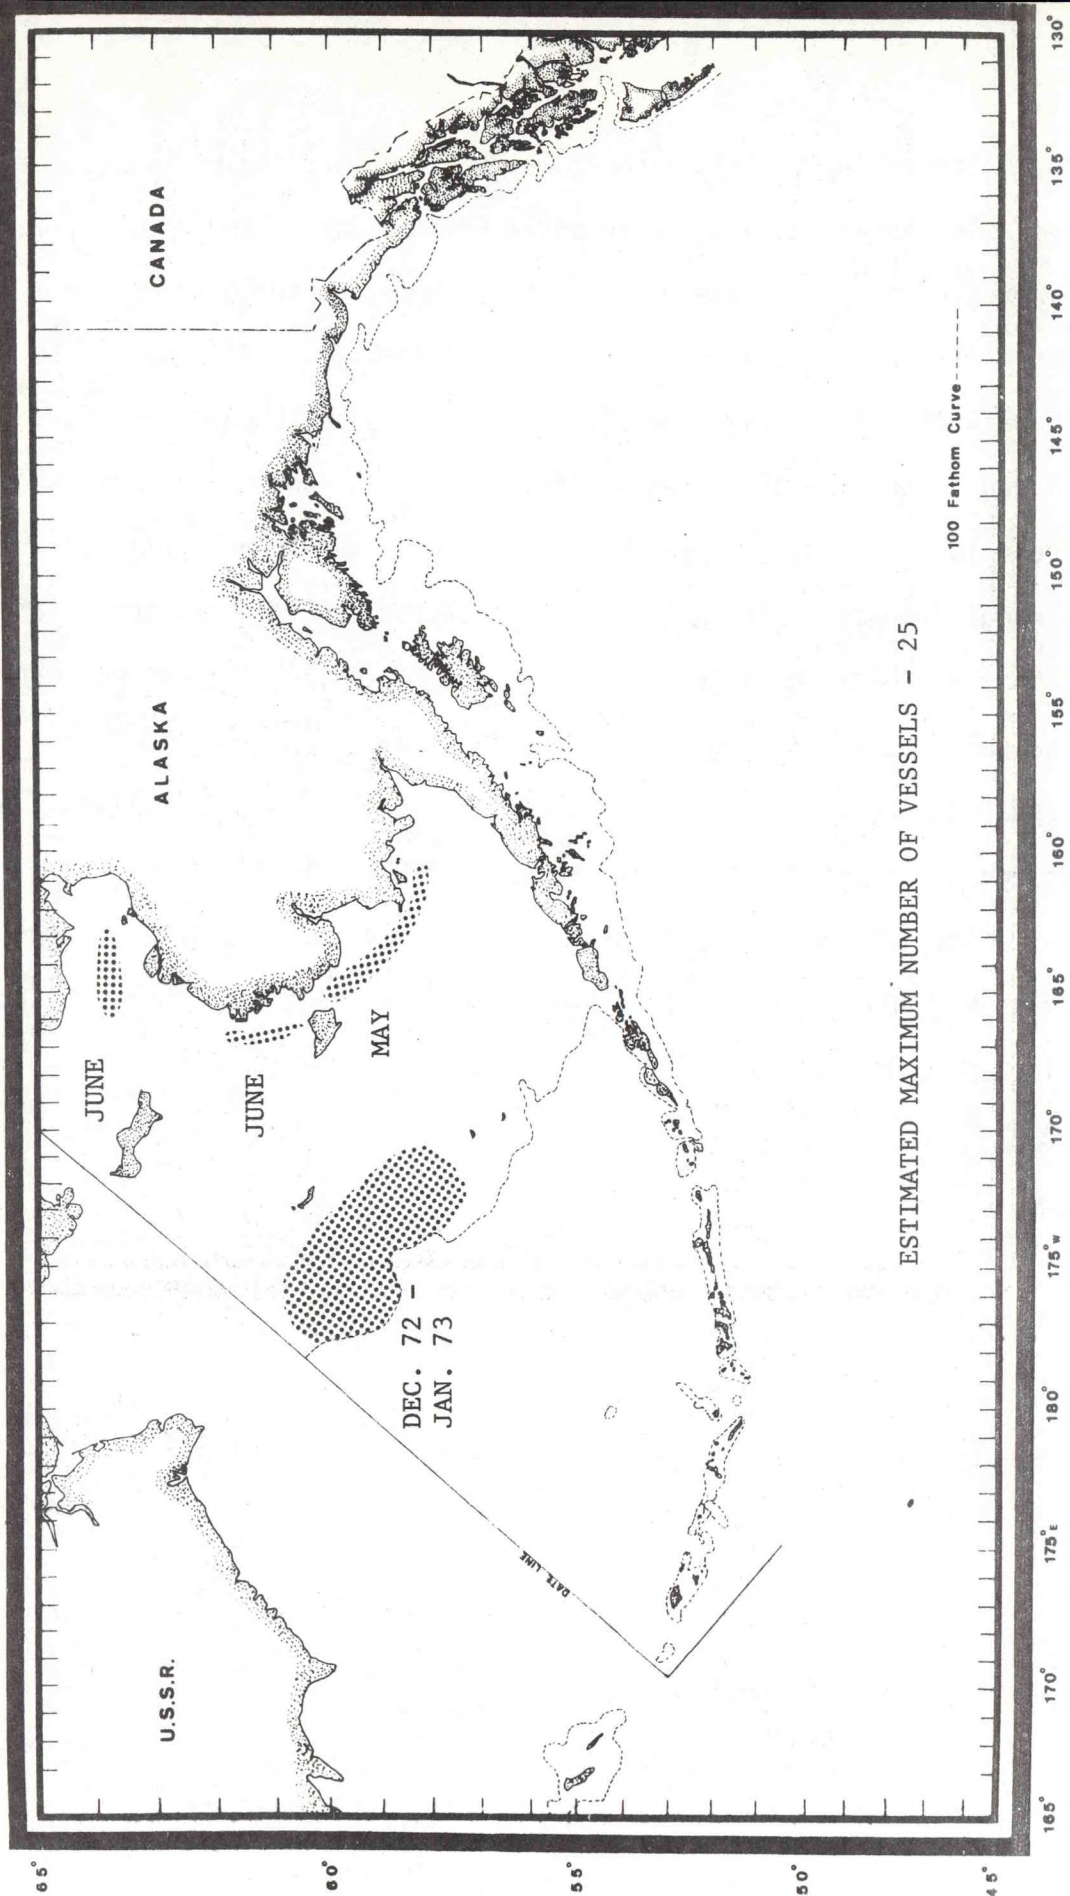 U.S.S.R.
ALASKA
CANADA
JUNE
JUNE
MAY
DEC. 72 -
JAN. 73
DATE LINE
ESTIMATED MAXIMUM NUMBER OF VESSELS - 25
100 Fathom Curve--------
65°
60°
55°
50°
45°
165°
170°
175°E
180°
175°W
170°
165°
160°
155°
150°
145°
140°
135°
130°